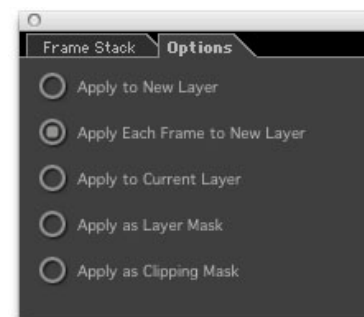 Frame Stack Options
Apply to New Layer
Apply Each Frame to New Layer
Apply to Current Layer
Apply as Layer Mask
Apply as Clipping Mask